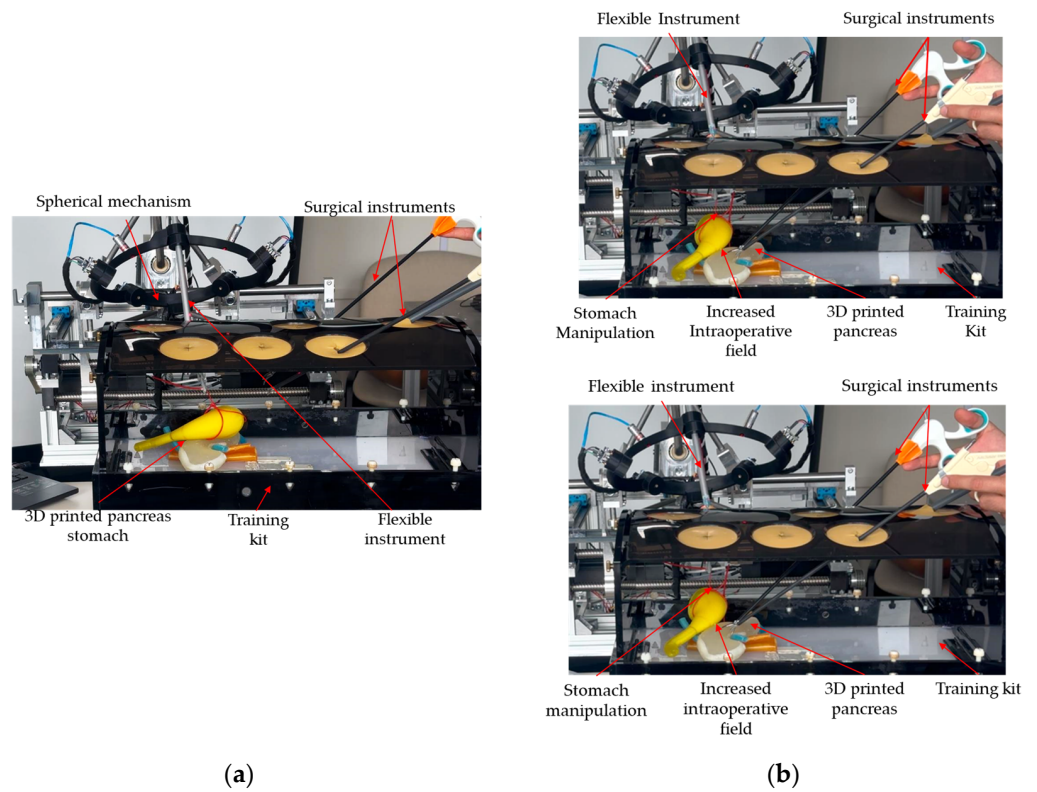 Flexible Instrument
Surgical instruments
Spherical mechanism
Surgical instruments
3D printed pancreas
stomach
Training
kit
Flexible
instrument
Stomach
Manipulation
Increased
Intraoperative
field
3D printed
pancreas
Training
Kit
Flexible instrument
Surgical instruments
Stomach
manipulation
Increased
intraoperative
field
3D printed
pancreas
Training kit
(a)
(b)